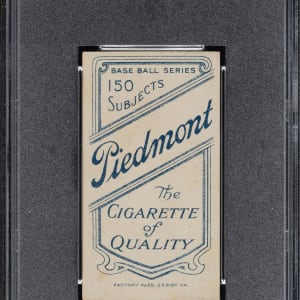 BASE BALL SERIES
150
SUBJECTS
Piedmont
The
CIGARETTE
of
QUALITY
FACTORY No. 25, 2nd DIST. VA.